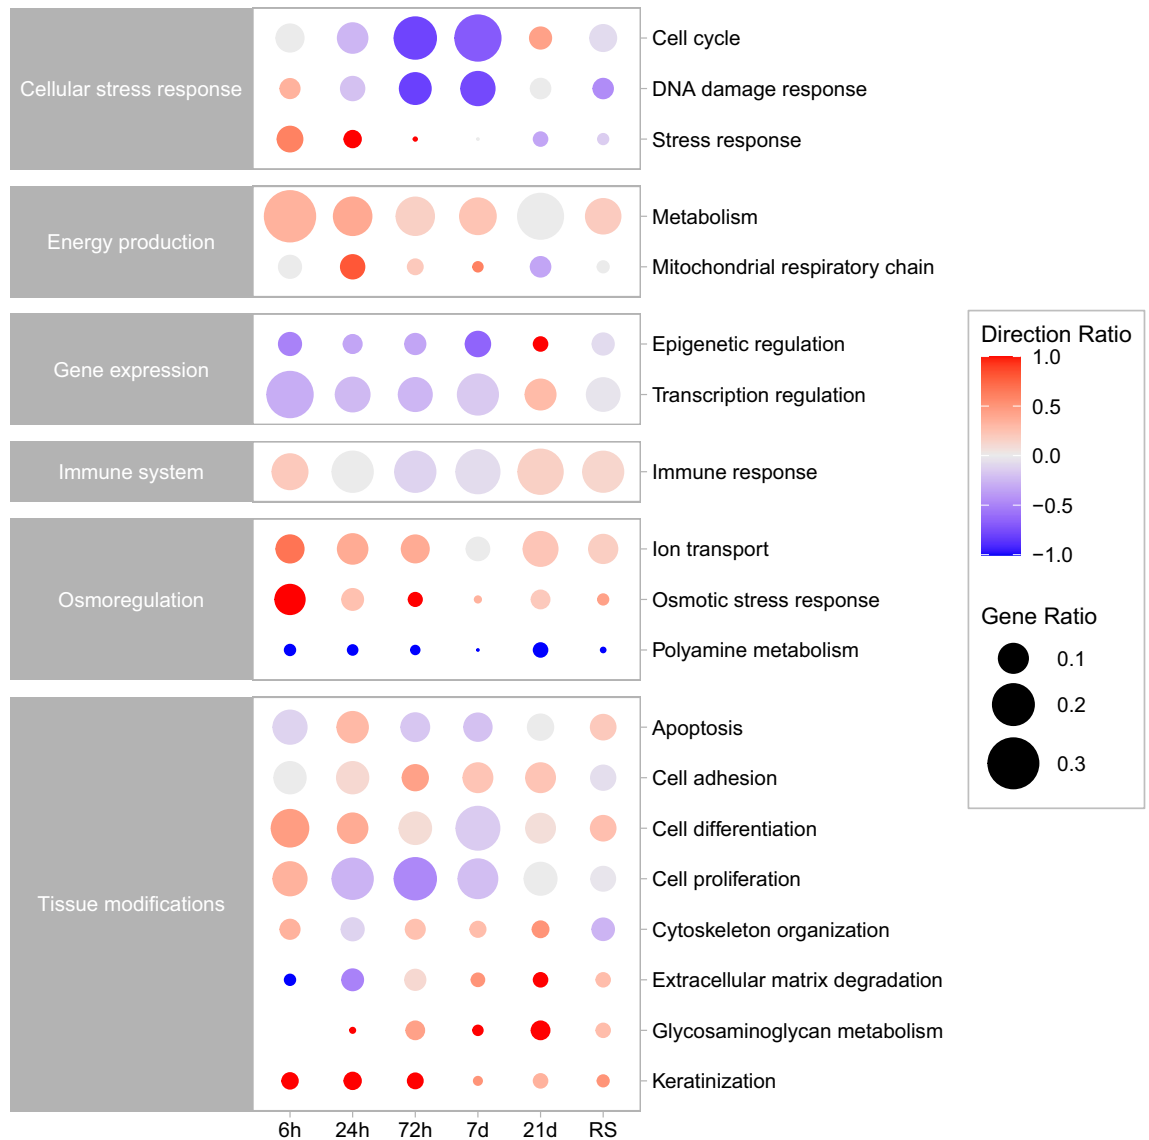 Cellular stress response
Cell cycle
DNA damage response
Stress response
Energy production
Metabolism
Mitochondrial respiratory chain
Gene expression
Epigenetic regulation
Transcription regulation
Immune system
Immune response
Osmoregulation
Ion transport
Osmotic stress response
Polyamine metabolism
Tissue modifications
Apoptosis
Cell adhesion
Cell differentiation
Cell proliferation
Cytoskeleton organization
Extracellular matrix degradation
Glycosaminoglycan metabolism
Keratinization
6h 24h 72h 7d 21d RS
Direction Ratio
1.0
0.5
0.0
−0.5
−1.0
Gene Ratio
0.1
0.2
0.3